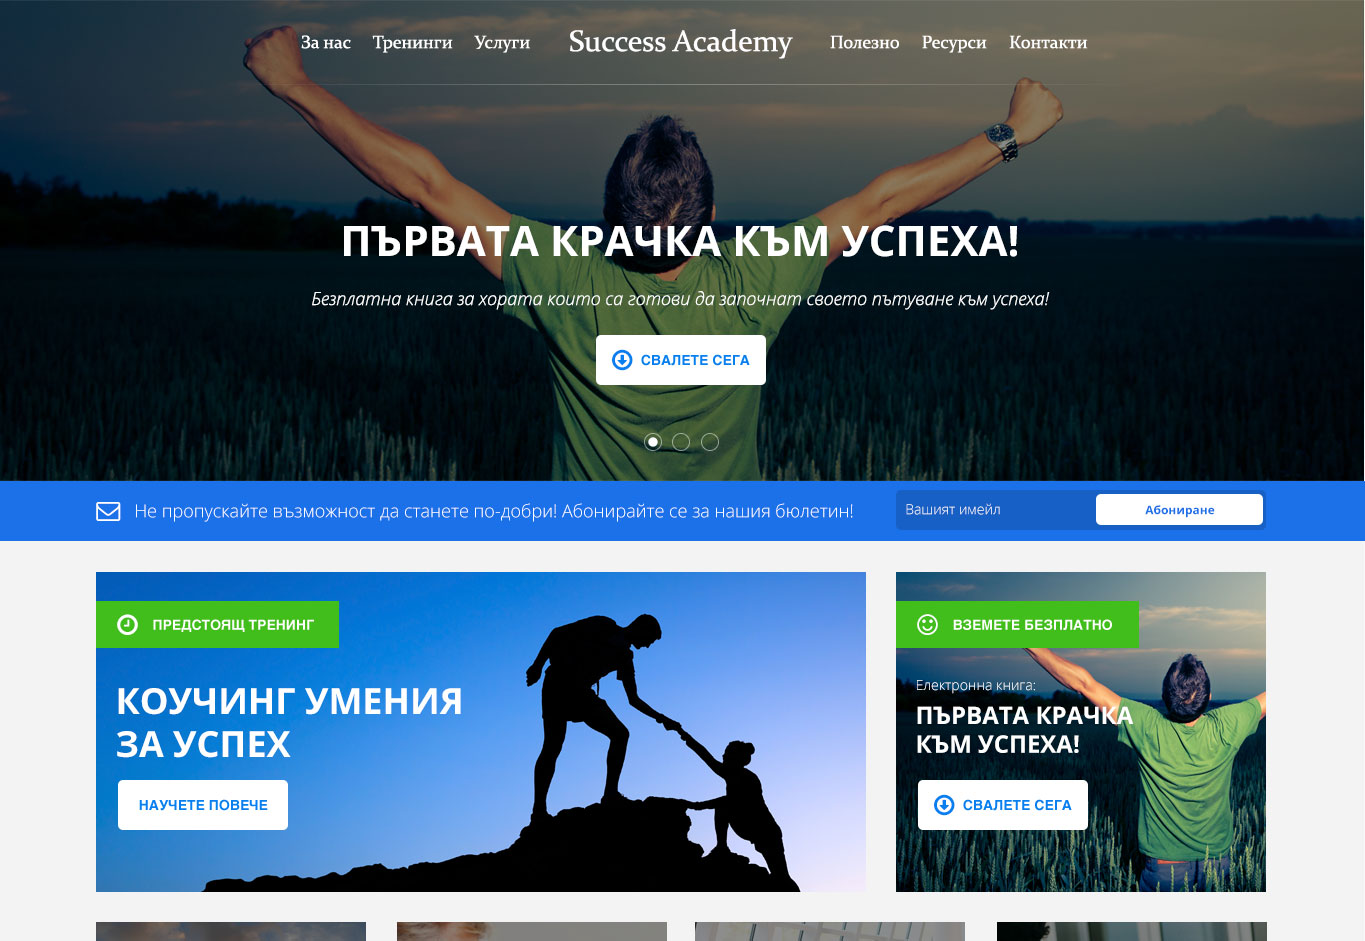 За нас Тренинги Услуги Success Academy Полезно Ресурси Контакти
ПЪРВАТА КРАЧКА КЪМ УСПЕХА!
Безплатна книга за хората които са готови да започнат своето пътуване към успеха!
СВАЛЕТЕ СЕГА
Не пропускайте възможност да станете по-добри! Абонирайте се за нашия бюлетин!
Вашият имейл
Абониране
ПРЕДСТОЯЩ ТРЕНИНГ
КОУЧИНГ УМЕНИЯ
ЗА УСПЕХ
НАУЧЕТЕ ПОВЕЧЕ
ВЗЕМЕТЕ БЕЗПЛАТНО
Електронна книга:
ПЪРВАТА КРАЧКА
КЪМ УСПЕХА!
СВАЛЕТЕ СЕГА